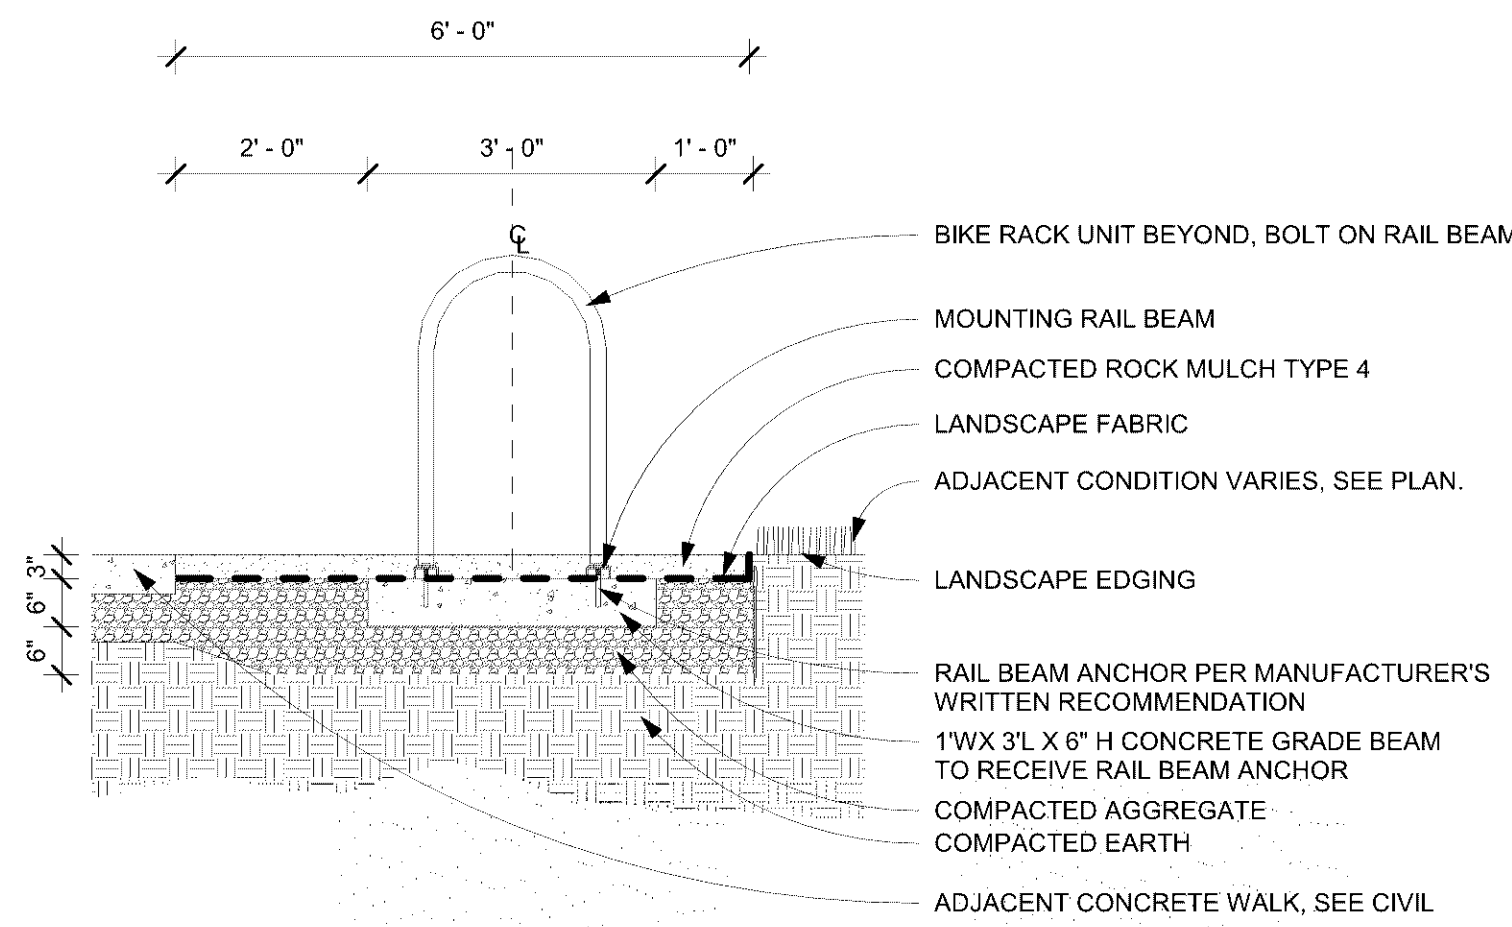 6' - 0"
2' - 0"
3' - 0"
1' - 0"
℄
BIKE RACK UNIT BEYOND, BOLT ON RAIL BEAM
MOUNTING RAIL BEAM
COMPACTED ROCK MULCH TYPE 4
LANDSCAPE FABRIC
ADJACENT CONDITION VARIES, SEE PLAN.
3"
6"
6"
LANDSCAPE EDGING
RAIL BEAM ANCHOR PER MANUFACTURER'S
WRITTEN RECOMMENDATION
1'WX 3'L X 6" H CONCRETE GRADE BEAM
TO RECEIVE RAIL BEAM ANCHOR
COMPACTED AGGREGATE
COMPACTED EARTH
ADJACENT CONCRETE WALK, SEE CIVIL